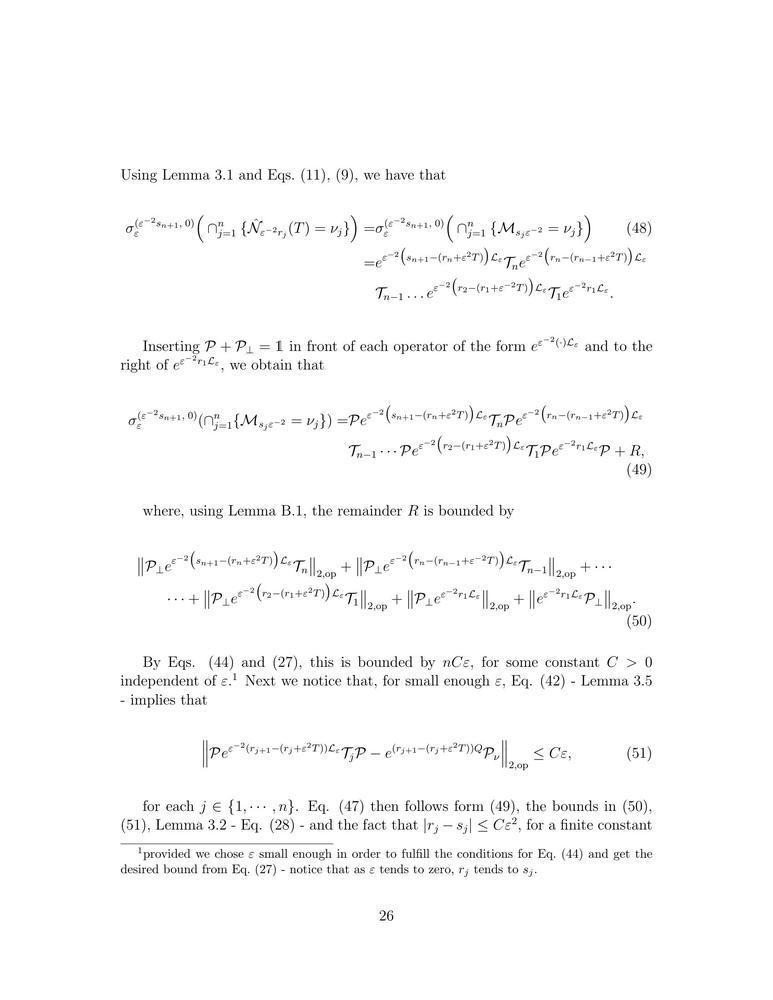 Using Lemma 3.1 and Eqs. (11), (9), we have that
$\sigma_\varepsilon^{(\varepsilon^{-2}s_{n+1},\,0)}\Big(\cap_{j=1}^n \{\hat{\mathcal{N}}_{\varepsilon^{-2}r_j}(T) = \nu_j\}\Big) = \sigma_\varepsilon^{(\varepsilon^{-2}s_{n+1},\,0)}\Big(\cap_{j=1}^n \{\mathcal{M}_{s_j\varepsilon^{-2}} = \nu_j\}\Big)$ (48)
$= e^{\varepsilon^{-2}\big(s_{n+1}-(r_n+\varepsilon^2T)\big)\mathcal{L}_\varepsilon} \mathcal{T}_n e^{\varepsilon^{-2}\big(r_n-(r_{n-1}+\varepsilon^2T)\big)\mathcal{L}_\varepsilon}$
$\mathcal{T}_{n-1} \ldots e^{\varepsilon^{-2}\big(r_2-(r_1+\varepsilon^{-2}T)\big)\mathcal{L}_\varepsilon} \mathcal{T}_1 e^{\varepsilon^{-2}r_1\mathcal{L}_\varepsilon}.$
Inserting $\mathcal{P} + \mathcal{P}_\perp = \mathbb{1}$ in front of each operator of the form $e^{\varepsilon^{-2}(\cdot)\mathcal{L}_\varepsilon}$ and to the
right of $e^{\varepsilon^{-2}r_1\mathcal{L}_\varepsilon}$, we obtain that
$\sigma_\varepsilon^{(\varepsilon^{-2}s_{n+1},\,0)}(\cap_{j=1}^n \{\mathcal{M}_{s_j\varepsilon^{-2}} = \nu_j\}) = \mathcal{P}e^{\varepsilon^{-2}\big(s_{n+1}-(r_n+\varepsilon^2T)\big)\mathcal{L}_\varepsilon} \mathcal{T}_n \mathcal{P}e^{\varepsilon^{-2}\big(r_n-(r_{n-1}+\varepsilon^2T)\big)\mathcal{L}_\varepsilon}$
$\mathcal{T}_{n-1} \cdots \mathcal{P}e^{\varepsilon^{-2}\big(r_2-(r_1+\varepsilon^2T)\big)\mathcal{L}_\varepsilon} \mathcal{T}_1 \mathcal{P}e^{\varepsilon^{-2}r_1\mathcal{L}_\varepsilon}\mathcal{P} + R,$
(49)
where, using Lemma B.1, the remainder $R$ is bounded by
$\big\|\mathcal{P}_\perp e^{\varepsilon^{-2}\big(s_{n+1}-(r_n+\varepsilon^2T)\big)\mathcal{L}_\varepsilon} \mathcal{T}_n\big\|_{2,\mathrm{op}} + \big\|\mathcal{P}_\perp e^{\varepsilon^{-2}\big(r_n-(r_{n-1}+\varepsilon^{-2}T)\big)\mathcal{L}_\varepsilon} \mathcal{T}_{n-1}\big\|_{2,\mathrm{op}} + \cdots$
$\cdots + \big\|\mathcal{P}_\perp e^{\varepsilon^{-2}\big(r_2-(r_1+\varepsilon^2T)\big)\mathcal{L}_\varepsilon} \mathcal{T}_1\big\|_{2,\mathrm{op}} + \big\|\mathcal{P}_\perp e^{\varepsilon^{-2}r_1\mathcal{L}_\varepsilon}\big\|_{2,\mathrm{op}} + \big\|e^{\varepsilon^{-2}r_1\mathcal{L}_\varepsilon}\mathcal{P}_\perp\big\|_{2,\mathrm{op}}.$
(50)
By Eqs. (44) and (27), this is bounded by $nC\varepsilon$, for some constant $C > 0$
independent of $\varepsilon$.$^1$ Next we notice that, for small enough $\varepsilon$, Eq. (42) - Lemma 3.5
- implies that
$\Big\|\mathcal{P}e^{\varepsilon^{-2}(r_{j+1}-(r_j+\varepsilon^2T))\mathcal{L}_\varepsilon} \mathcal{T}_j \mathcal{P} - e^{(r_{j+1}-(r_j+\varepsilon^2T))Q} \mathcal{P}_\nu\Big\|_{2,\mathrm{op}} \leq C\varepsilon,$ (51)
for each $j \in \{1, \cdots, n\}$. Eq. (47) then follows form (49), the bounds in (50),
(51), Lemma 3.2 - Eq. (28) - and the fact that $|r_j - s_j| \leq C\varepsilon^2$, for a finite constant
$^1$provided we chose $\varepsilon$ small enough in order to fulfill the conditions for Eq. (44) and get the
desired bound from Eq. (27) - notice that as $\varepsilon$ tends to zero, $r_j$ tends to $s_j$.
26